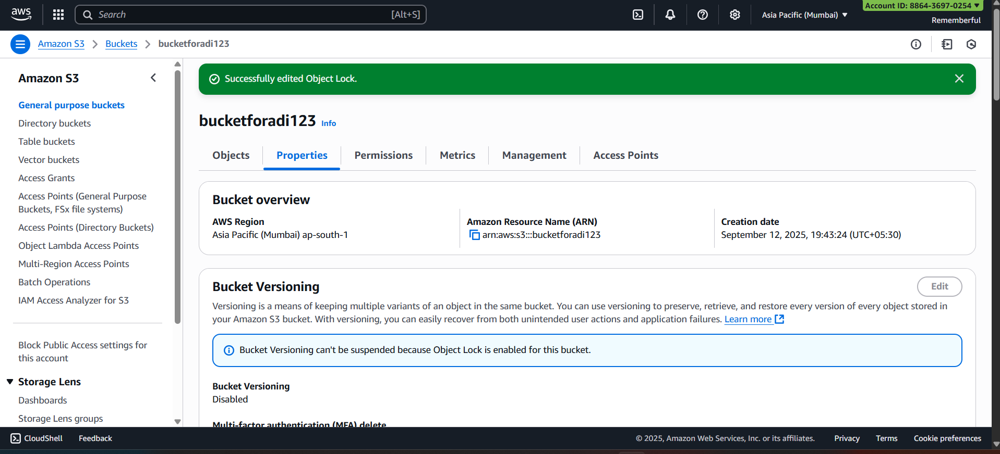 aws
Search
[Alt+S]
Asia Pacific (Mumbai)
Account ID: 8864-3697-0254
Rememberful
Amazon S3
Buckets
bucketforadi123
Amazon S3
General purpose buckets
Directory buckets
Table buckets
Vector buckets
Access Grants
Access Points (General Purpose
Buckets, FSx file systems)
Access Points (Directory Buckets)
Object Lambda Access Points
Multi-Region Access Points
Batch Operations
IAM Access Analyzer for S3
Block Public Access settings for
this account
Storage Lens
Dashboards
Storage Lens groups
Successfully edited Object Lock.
bucketforadi123 Info
Objects
Properties
Permissions
Metrics
Management
Access Points
Bucket overview
AWS Region
Asia Pacific (Mumbai) ap-south-1
Amazon Resource Name (ARN)
arn:aws:s3:::bucketforadi123
Creation date
September 12, 2025, 19:43:24 (UTC+05:30)
Bucket Versioning
Edit
Versioning is a means of keeping multiple variants of an object in the same bucket. You can use versioning to preserve, retrieve, and restore every version of every object stored in
your Amazon S3 bucket. With versioning, you can easily recover from both unintended user actions and application failures. Learn more
Bucket Versioning can't be suspended because Object Lock is enabled for this bucket.
Bucket Versioning
Disabled
Multi-factor authentication (MFA) delete
CloudShell
Feedback
© 2025, Amazon Web Services, Inc. or its affiliates.
Privacy
Terms
Cookie preferences